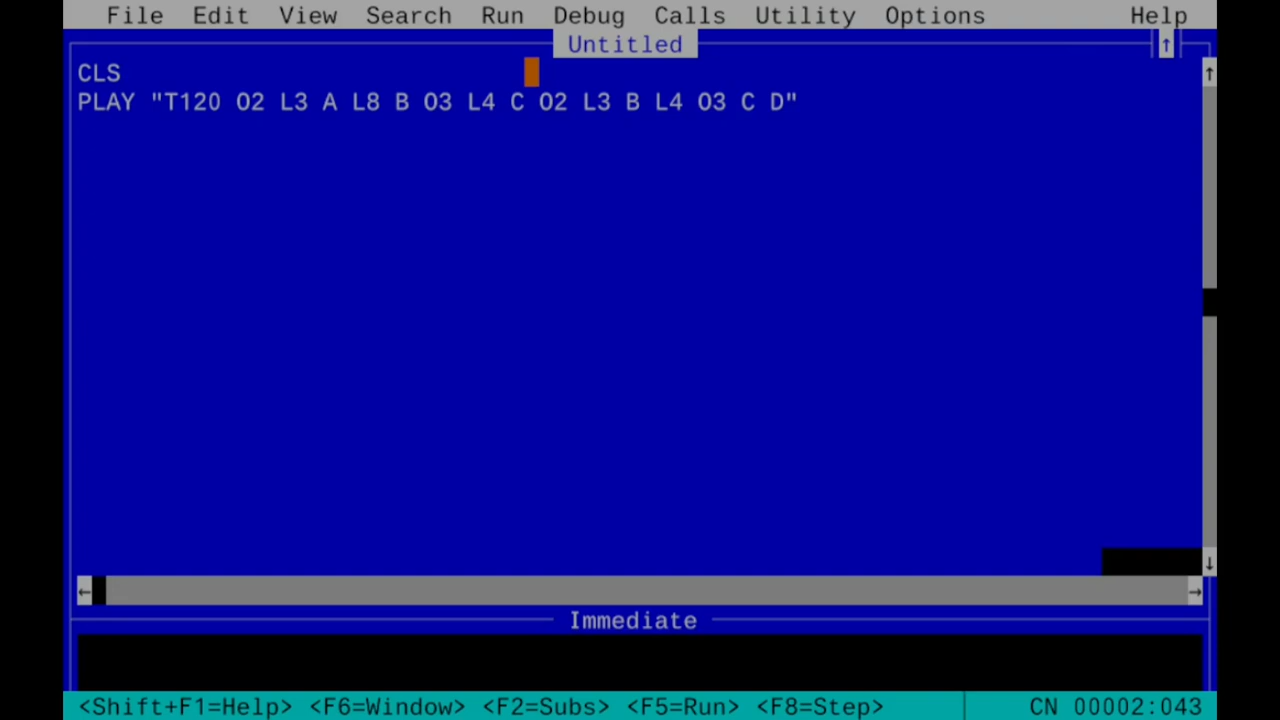 File Edit View Search Run Debug Calls Utility Options Help
Untitled ↑
CLS ↑
PLAY "T120 O2 L3 A L8 B O3 L4 C O2 L3 B L4 O3 C D"
↓
← →
Immediate
<Shift+F1=Help> <F6=Window> <F2=Subs> <F5=Run> <F8=Step> CN 00002:043